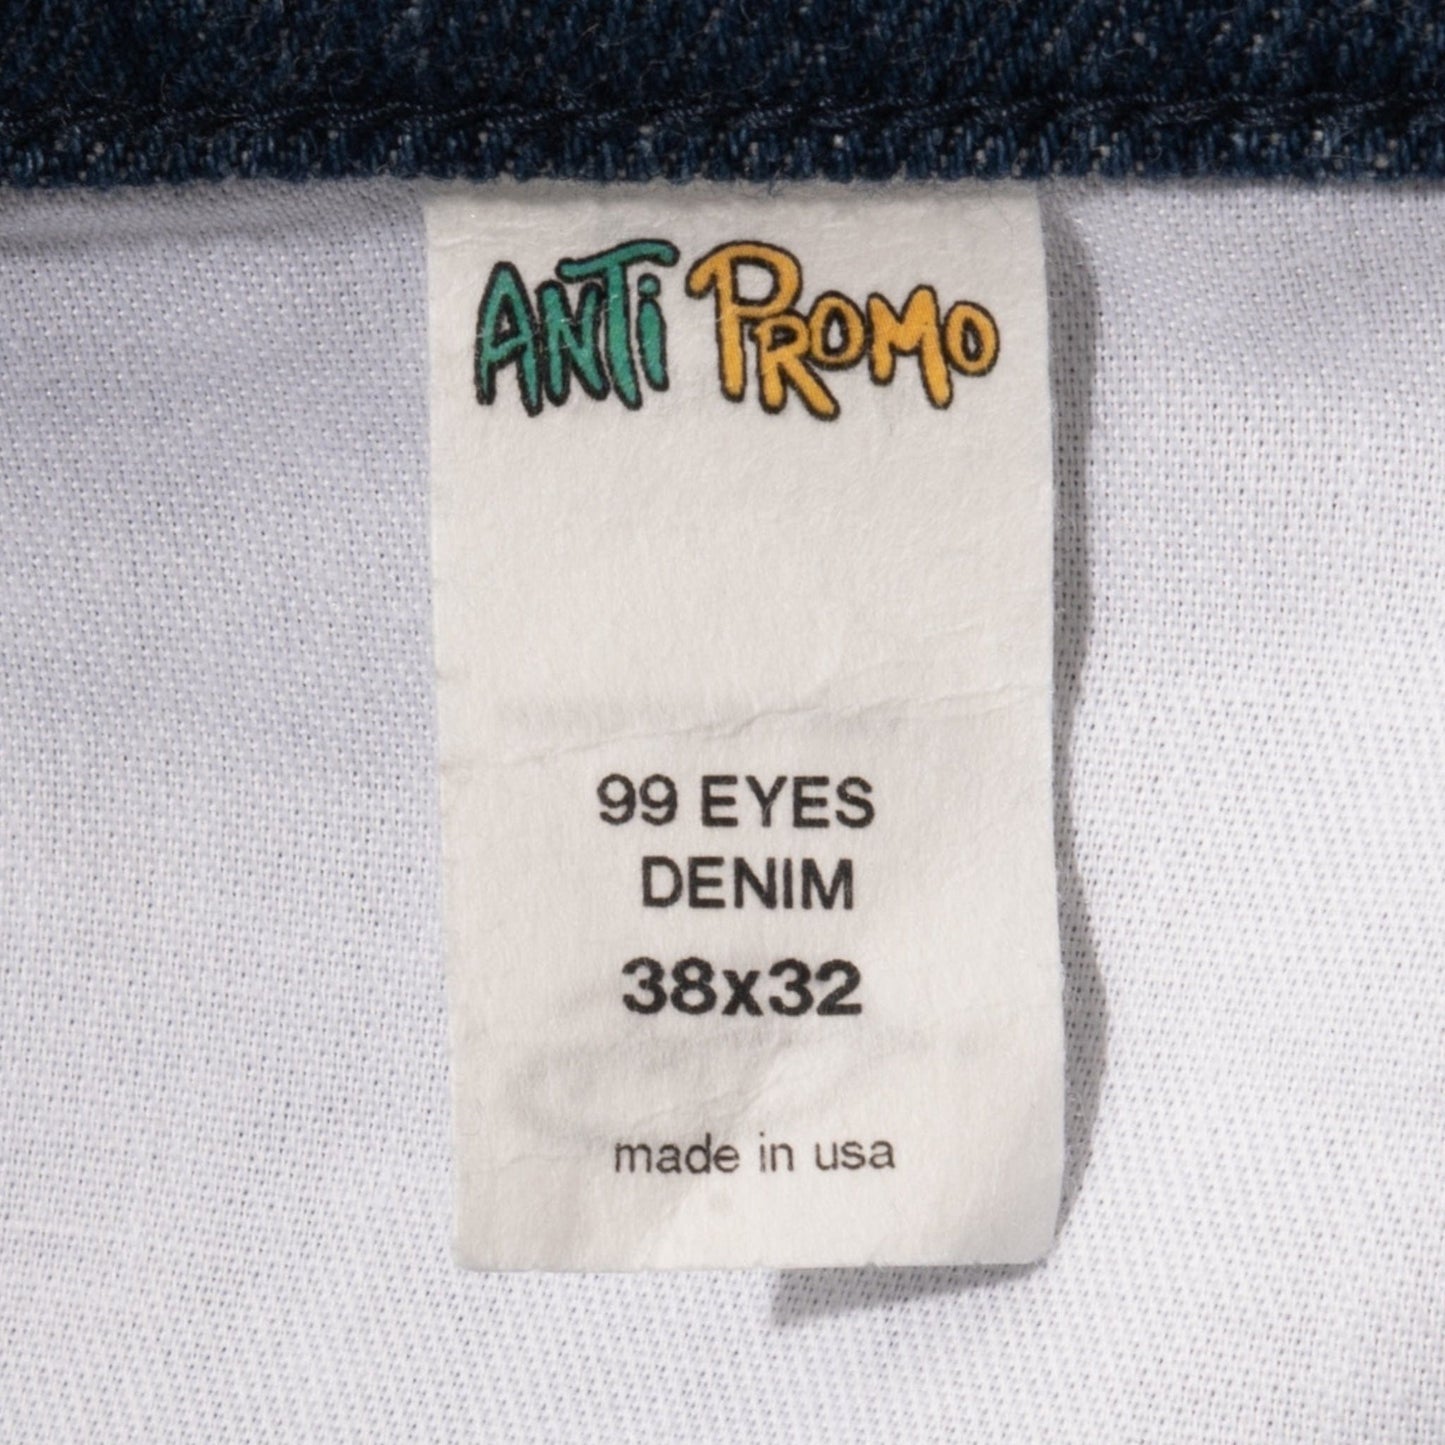 ANTi PROMO
99 EYES
DENIM
38x32
made in usa